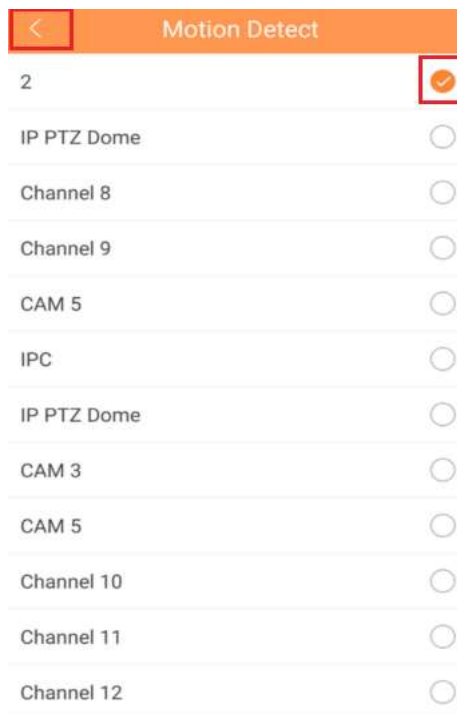 Motion Detect
2
IP PTZ Dome
Channel 8
Channel 9
CAM 5
IPC
IP PTZ Dome
CAM 3
CAM 5
Channel 10
Channel 11
Channel 12